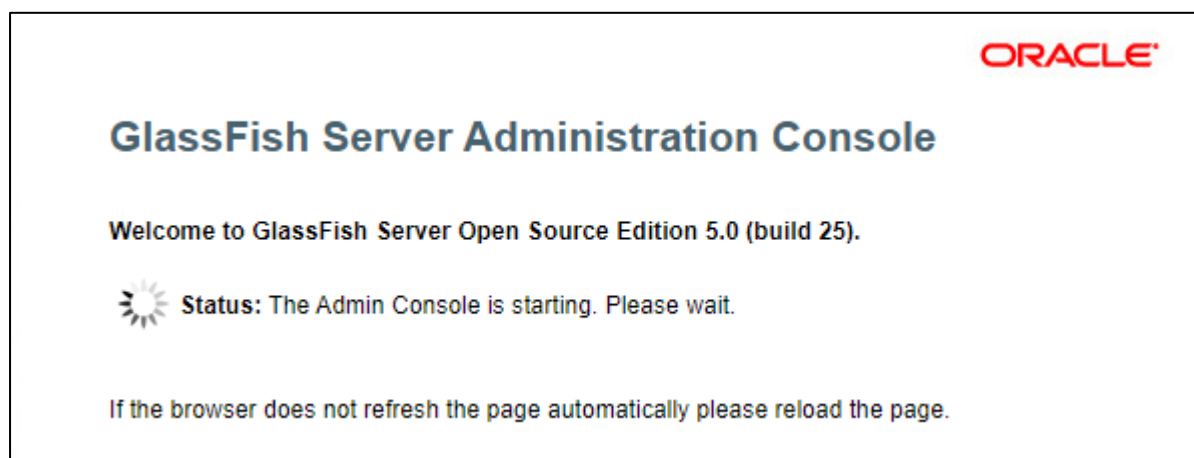 ORACLE
GlassFish Server Administration Console
Welcome to GlassFish Server Open Source Edition 5.0 (build 25).
Status: The Admin Console is starting. Please wait.
If the browser does not refresh the page automatically please reload the page.